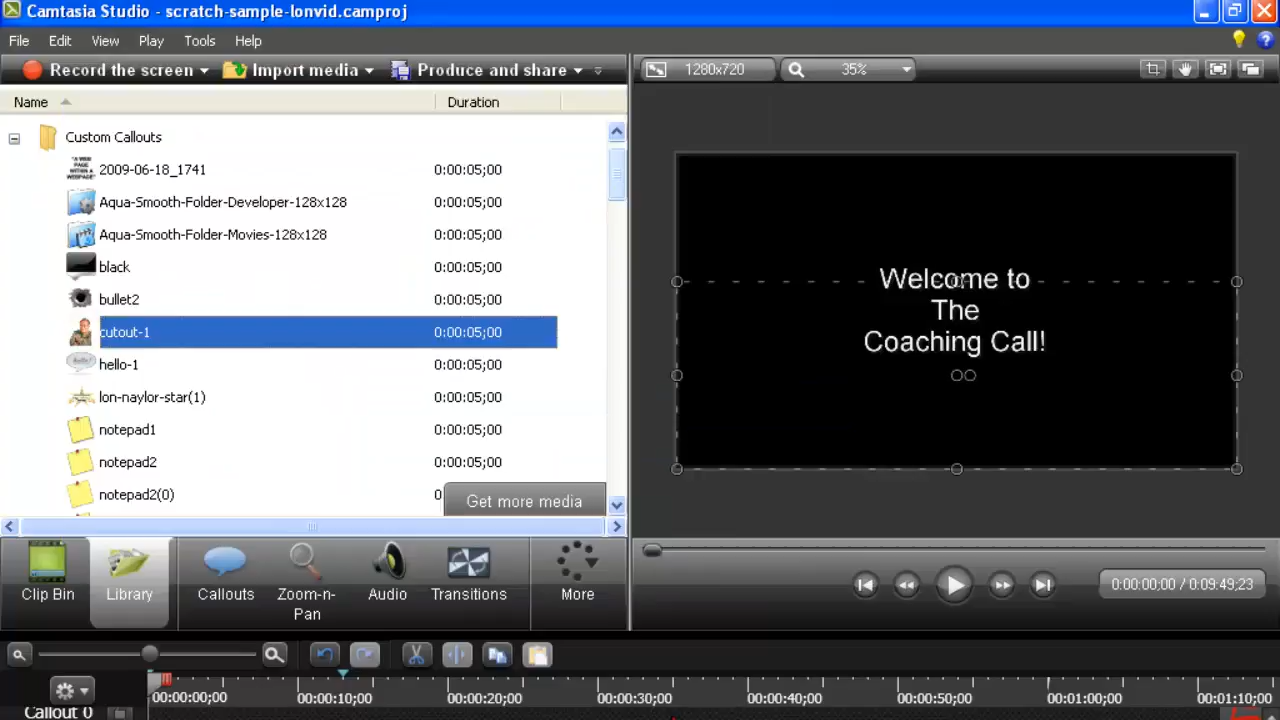 Camtasia Studio - scratch-sample-lonvid.camproj
File Edit View Play Tools Help
Record the screen Import media Produce and share 1280x720 35%
Name Duration
Custom Callouts
2009-06-18_1741 0:00:05;00
Aqua-Smooth-Folder-Developer-128x128 0:00:05;00
Aqua-Smooth-Folder-Movies-128x128 0:00:05;00
black 0:00:05;00
bullet2 0:00:05;00
cutout-1 0:00:05;00
hello-1 0:00:05;00
lon-naylor-star(1) 0:00:05;00
notepad1 0:00:05;00
notepad2 0:00:05;00
notepad2(0) 0
Get more media
Welcome to
The
Coaching Call!
Clip Bin Library Callouts Zoom-n-Pan Audio Transitions More
0:00:00;00 / 0:09:49;23
00:00:00;00 00:00:10;00 00:00:20;00 00:00:30;00 00:00:40;00 00:00:50;00 00:01:00;00 00:01:10;00
Callout 0